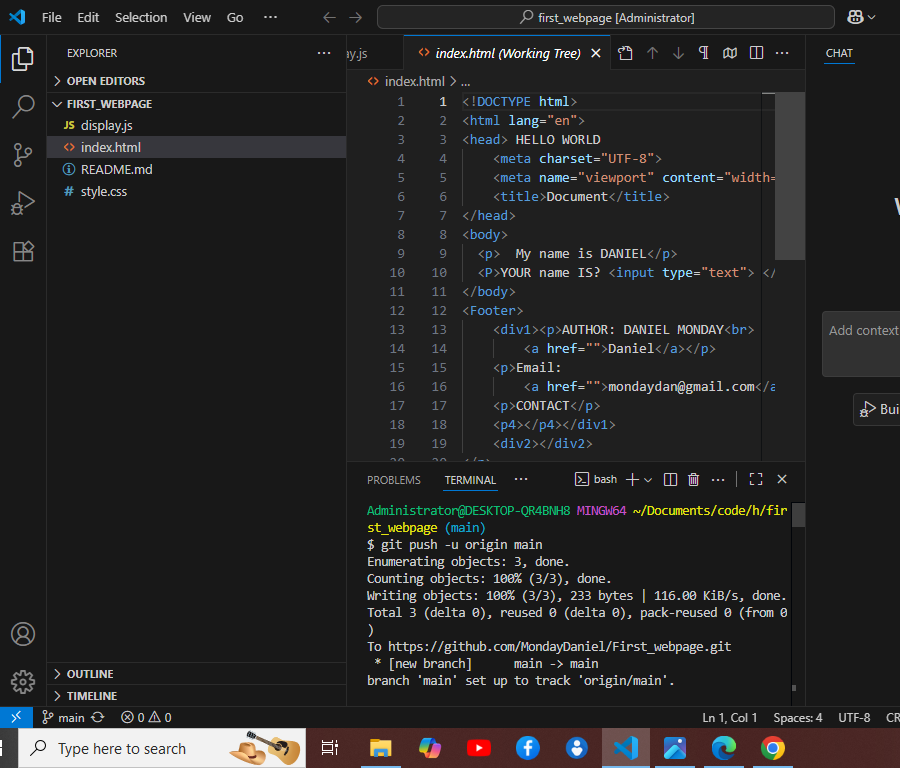 File Edit Selection View Go ··· first_webpage [Administrator]
EXPLORER ···
OPEN EDITORS
FIRST_WEBPAGE
JS display.js
<> index.html
README.md
# style.css
OUTLINE
TIMELINE
ay.js <> index.html (Working Tree) ···
<> index.html > ...
1 1 <!DOCTYPE html>
2 2 <html lang="en">
3 3 <head> HELLO WORLD
4 4 <meta charset="UTF-8">
5 5 <meta name="viewport" content="width=
6 6 <title>Document</title>
7 7 </head>
8 8 <body>
9 9 <p>  My name is DANIEL</p>
10 10 <P>YOUR name IS? <input type="text"> </
11 11 </body>
12 12 <Footer>
13 13 <div1><p>AUTHOR: DANIEL MONDAY<br>
14 14 <a href="">Daniel</a></p>
15 15 <p>Email:
16 16 <a href="">mondaydan@gmail.com</a
17 17 <p>CONTACT</p>
18 18 <p4></p4></div1>
19 19 <div2></div2>
PROBLEMS TERMINAL ··· bash ···
Administrator@DESKTOP-QR4BNH8 MINGW64 ~/Documents/code/h/fir
st_webpage (main)
$ git push -u origin main
Enumerating objects: 3, done.
Counting objects: 100% (3/3), done.
Writing objects: 100% (3/3), 233 bytes | 116.00 KiB/s, done.
Total 3 (delta 0), reused 0 (delta 0), pack-reused 0 (from 0
)
To https://github.com/MondayDaniel/First_webpage.git
 * [new branch]      main -> main
branch 'main' set up to track 'origin/main'.
CHAT
Add context
Bui
main 0 0 Ln 1, Col 1 Spaces: 4 UTF-8 CR
Type here to search